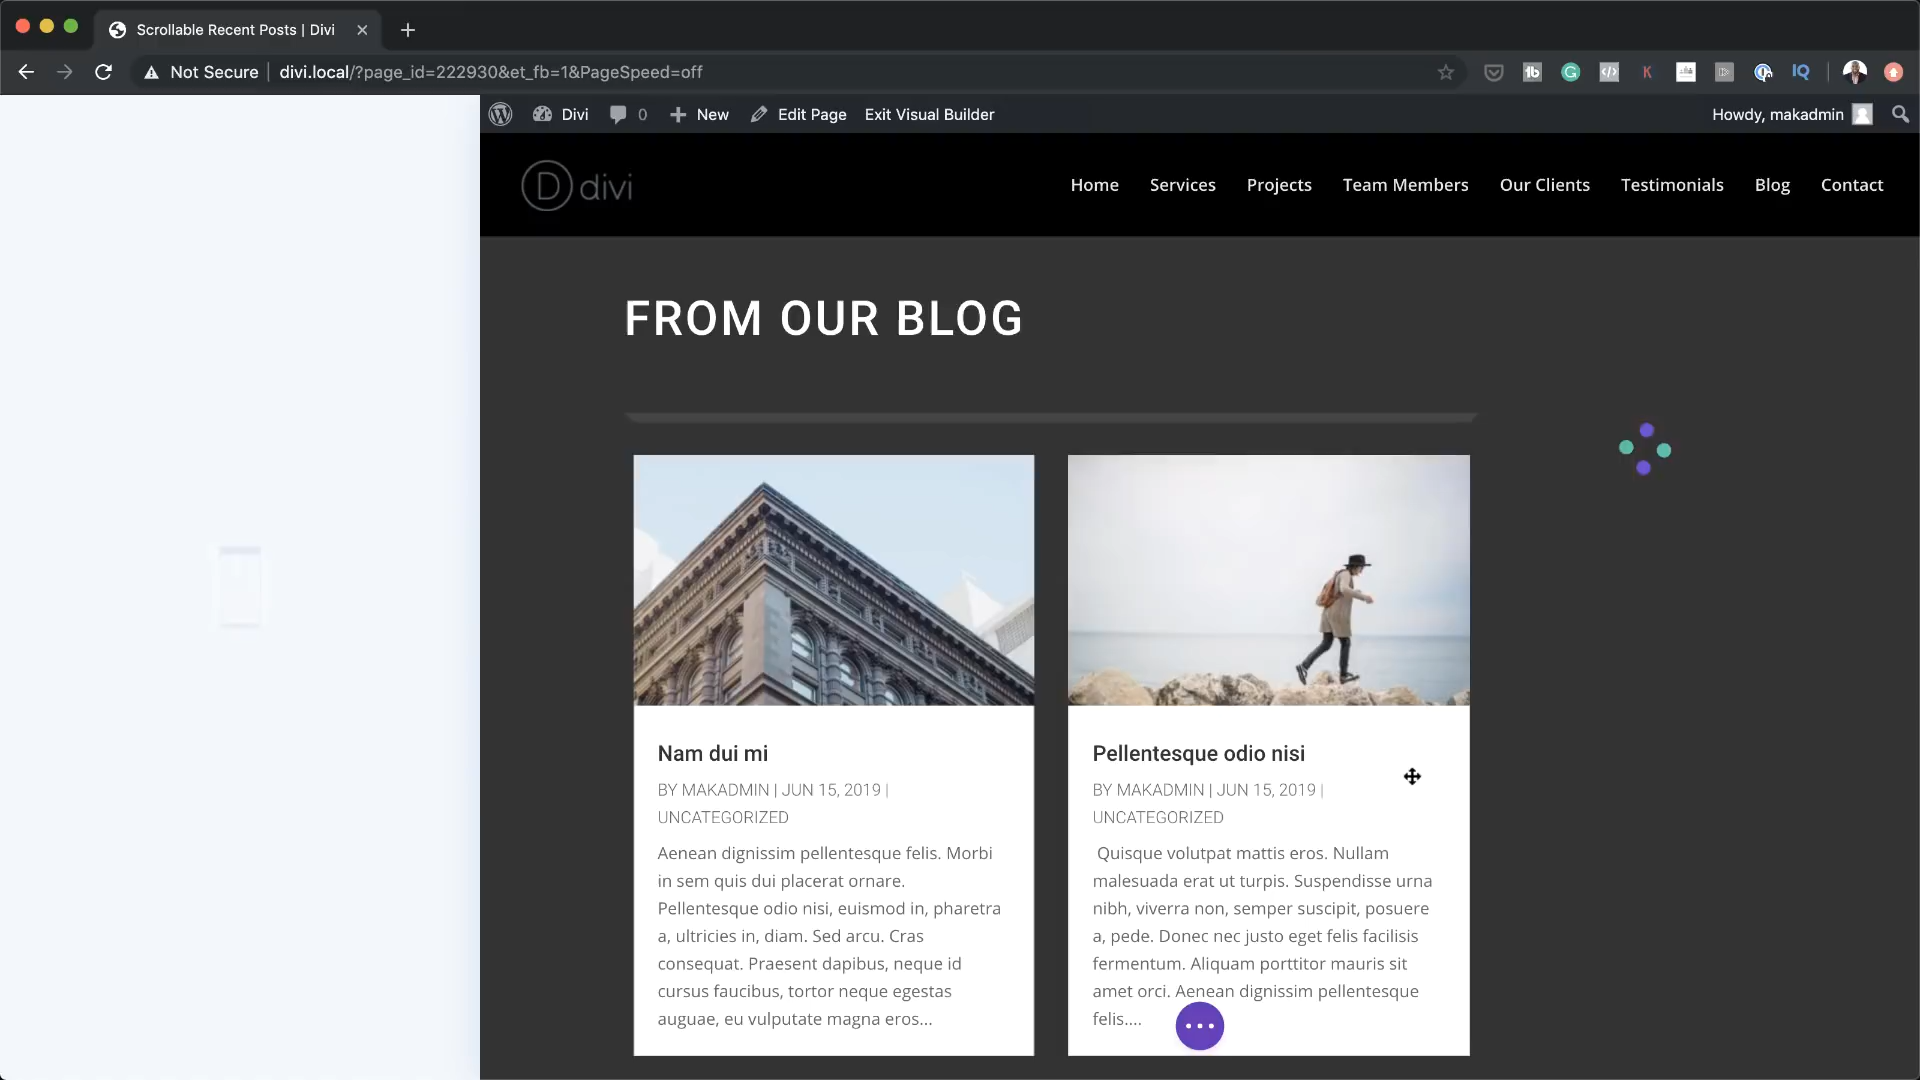 Scrollable Recent Posts | Divi
Not Secure divi.local/?page_id=222930&et_fb=1&PageSpeed=off
Divi 0 New Edit Page Exit Visual Builder Howdy, makadmin
D divi
Home Services Projects Team Members Our Clients Testimonials Blog Contact
FROM OUR BLOG
Nam dui mi
BY MAKADMIN | JUN 15, 2019 |
UNCATEGORIZED
Aenean dignissim pellentesque felis. Morbi
in sem quis dui placerat ornare.
Pellentesque odio nisi, euismod in, pharetra
a, ultricies in, diam. Sed arcu. Cras
consequat. Praesent dapibus, neque id
cursus faucibus, tortor neque egestas
auguae, eu vulputate magna eros...
Pellentesque odio nisi
BY MAKADMIN | JUN 15, 2019 |
UNCATEGORIZED
Quisque volutpat mattis eros. Nullam
malesuada erat ut turpis. Suspendisse urna
nibh, viverra non, semper suscipit, posuere
a, pede. Donec nec justo eget felis facilisis
fermentum. Aliquam porttitor mauris sit
amet orci. Aenean dignissim pellentesque
felis....